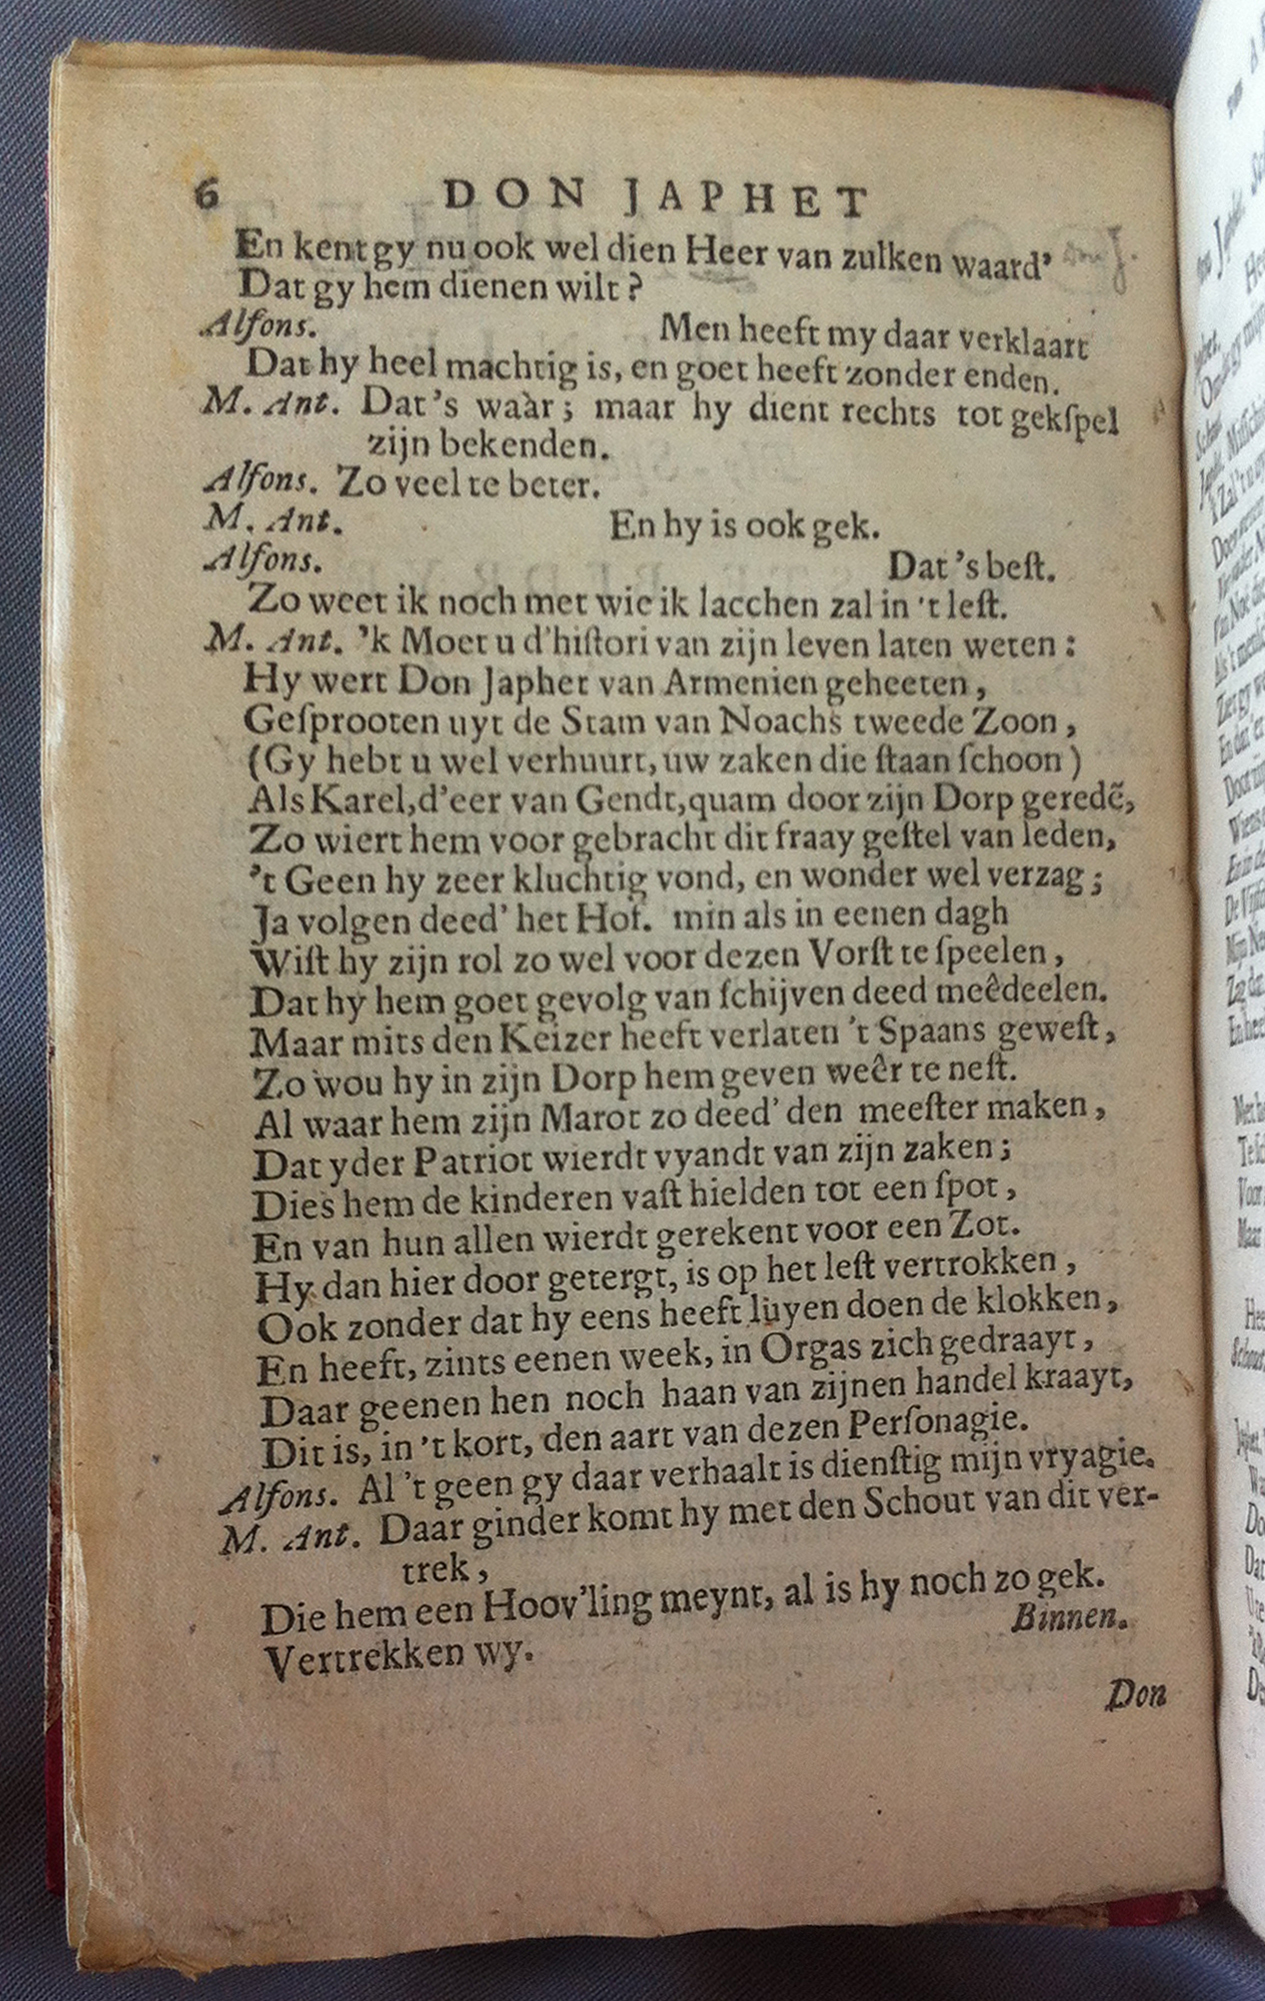 6 DON JAPHET
En kent gy nu ook wel dien Heer van zulken waard'
Dat gy hem dienen wilt?
Alfons. Men heeft my daar verklaart
Dat hy heel machtig is, en goet heeft zonder enden.
M. Ant. Dat's waar; maar hy dient rechts tot gekſpel
zijn bekenden.
Alfons. Zo veel te beter.
M. Ant. En hy is ook gek.
Alfons. Dat 's beſt.
Zo weet ik noch met wie ik lacchen zal in 't leſt.
M. Ant. 'k Moet u d'hiſtori van zijn leven laten weten:
Hy wert Don Japhet van Armenien geheeten,
Geſprooten uyt de Stam van Noachs tweede Zoon,
(Gy hebt u wel verhuurt, uw zaken die ſtaan ſchoon)
Als Karel, d'eer van Gendt, quam door zijn Dorp geredẽ,
Zo wiert hem voor gebracht dit fraay geſtel van leden,
't Geen hy zeer kluchtig vond, en wonder wel verzag;
Ja volgen deed' het Hof. min als in eenen dagh
Wiſt hy zijn rol zo wel voor dezen Vorſt te ſpeelen,
Dat hy hem goet gevolg van ſchijven deed meêdeelen.
Maar mits den Keizer heeft verlaten 't Spaans geweſt,
Zo wou hy in zijn Dorp hem geven weêr te neſt.
Al waar hem zijn Marot zo deed' den meeſter maken,
Dat yder Patriot wierdt vyandt van zijn zaken;
Dies hem de kinderen vaſt hielden tot een ſpot,
En van hun allen wierdt gerekent voor een Zot.
Hy dan hier door getergt, is op het leſt vertrokken,
Ook zonder dat hy eens heeft luyen doen de klokken,
En heeft, zints eenen week, in Orgas zich gedraayt,
Daar geenen hen noch haan van zijnen handel kraayt,
Dit is, in 't kort, den aart van dezen Perſonagie.
Alfons. Al 't geen gy daar verhaalt is dienſtig mijn vryagie.
M. Ant. Daar ginder komt hy met den Schout van dit ver-
trek,
Die hem een Hoov'ling meynt, al is hy noch zo gek.
Vertrekken wy. Binnen.
Don